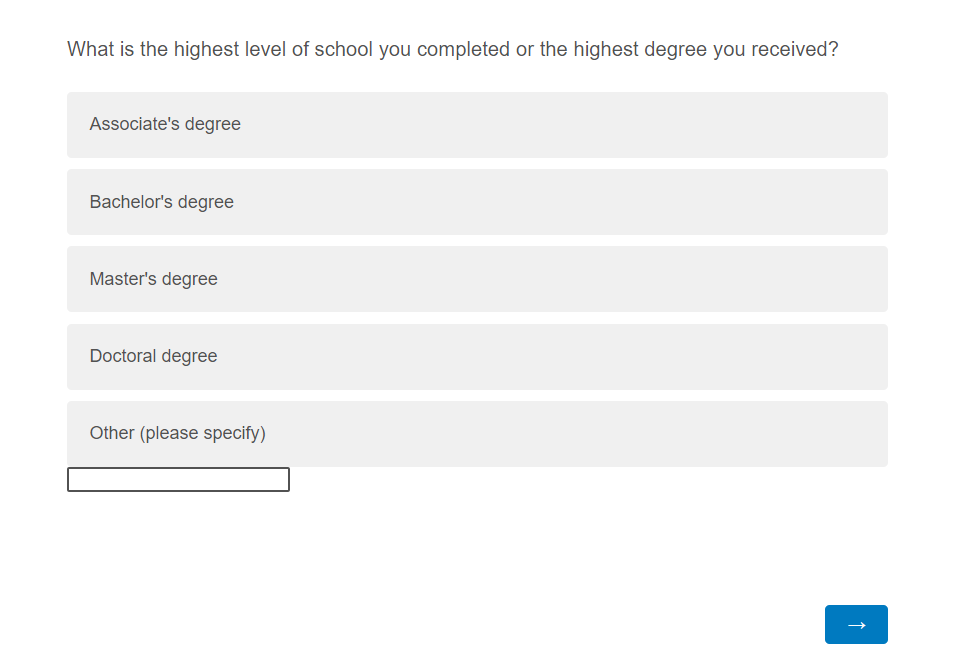 What is the highest level of school you completed or the highest degree you received?
Associate's degree
Bachelor's degree
Master's degree
Doctoral degree
Other (please specify)
→